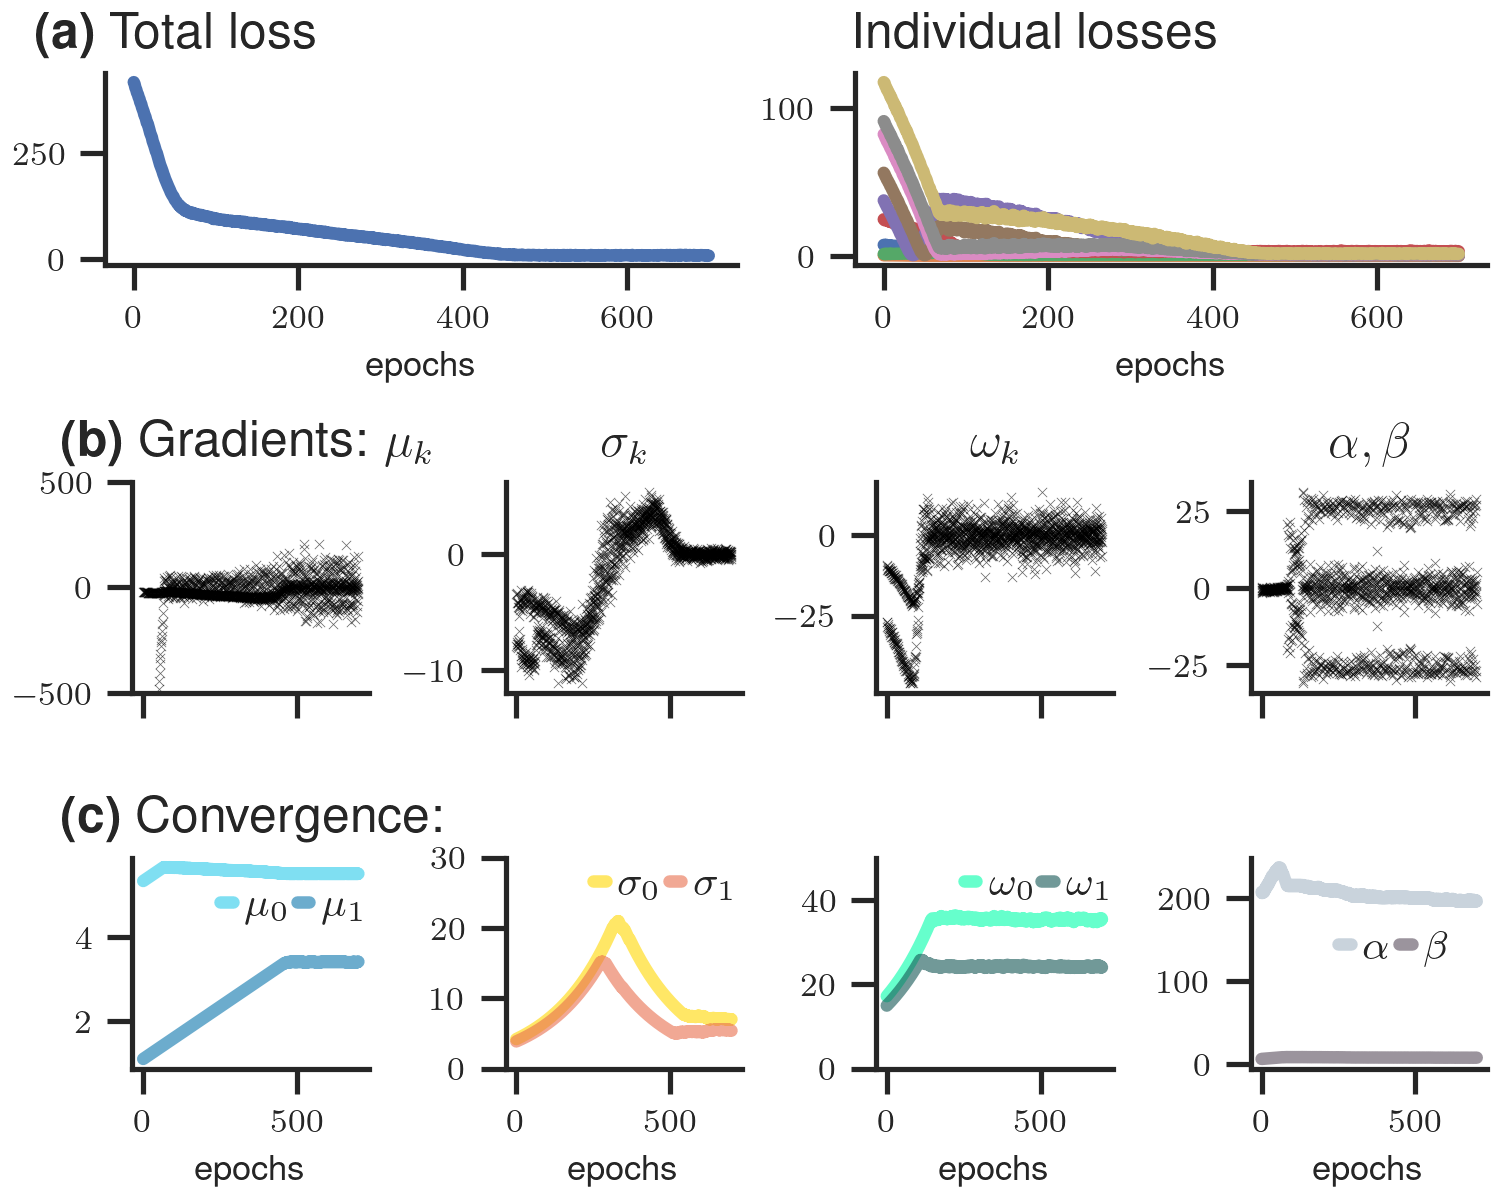 (a) Total loss
Individual losses
250
0
0 200 400 600
epochs
100
0
0 200 400 600
epochs
(b) Gradients: μₖ
σₖ
ωₖ
α, β
500
0
−500
0
−10
0
−25
25
0
−25
(c) Convergence:
4
2
μ₀ μ₁
0 500
epochs
30
20
10
0
σ₀ σ₁
0 500
epochs
40
20
0
ω₀ ω₁
0 500
epochs
200
100
0
α β
0 500
epochs